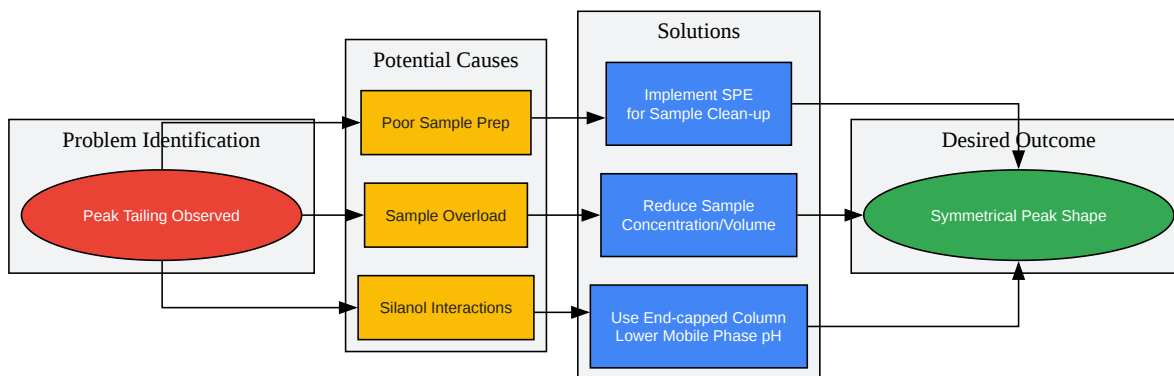 Problem Identification
Peak Tailing Observed
Potential Causes
Poor Sample Prep
Sample Overload
Silanol Interactions
Solutions
Implement SPE
for Sample Clean-up
Reduce Sample
Concentration/Volume
Use End-capped Column
Lower Mobile Phase pH
Desired Outcome
Symmetrical Peak Shape